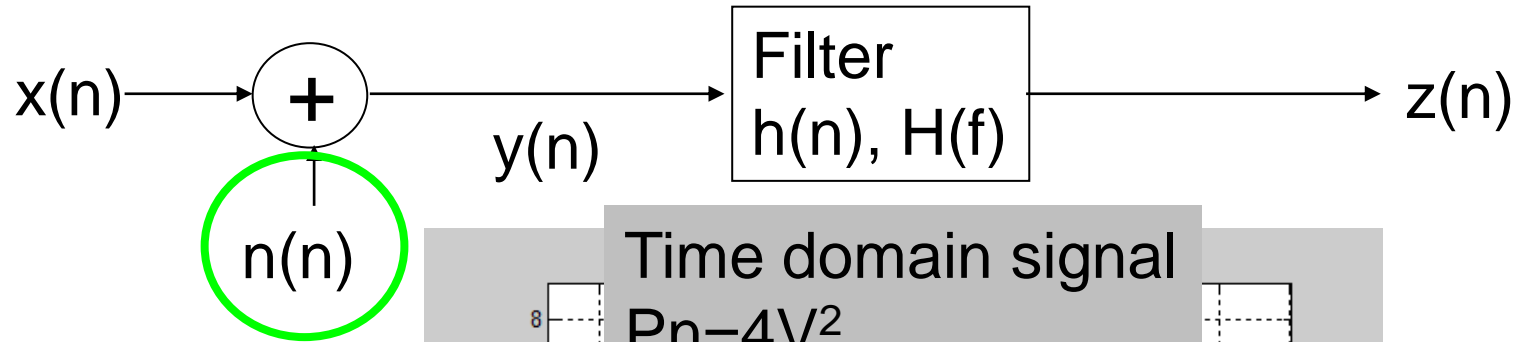 x(n)
+
y(n)
Filter
h(n), H(f)
z(n)
n(n)
Time domain signal
8